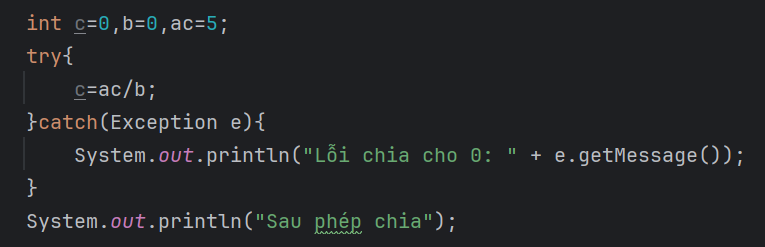 int c=0,b=0,ac=5;
try{
c=ac/b;
}catch(Exception e){
System.out.println("Lỗi chia cho 0: " + e.getMessage());
}
System.out.println("Sau phép chia");